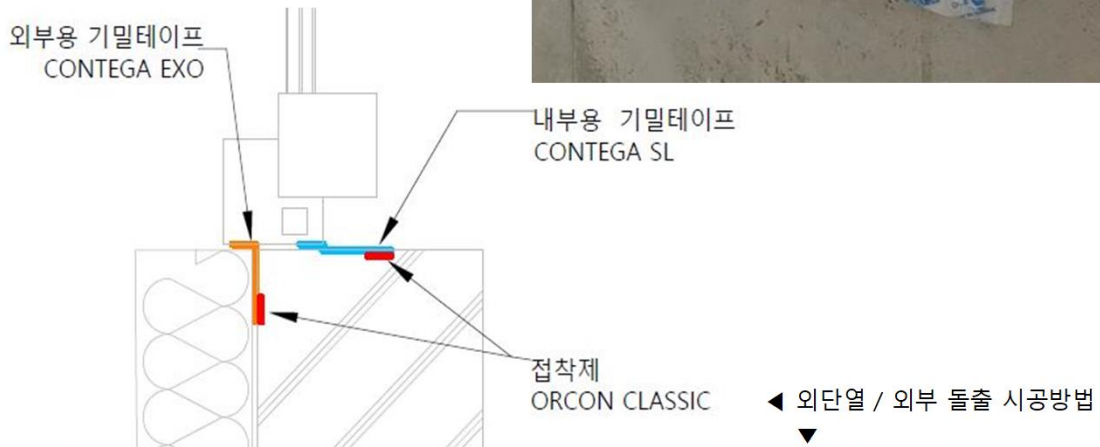 외부용 기밀테이프
CONTEGA EXO
내부용 기밀테이프
CONTEGA SL
접착제
ORCON CLASSIC
◀ 외단열 / 외부 돌출 시공방법
▼